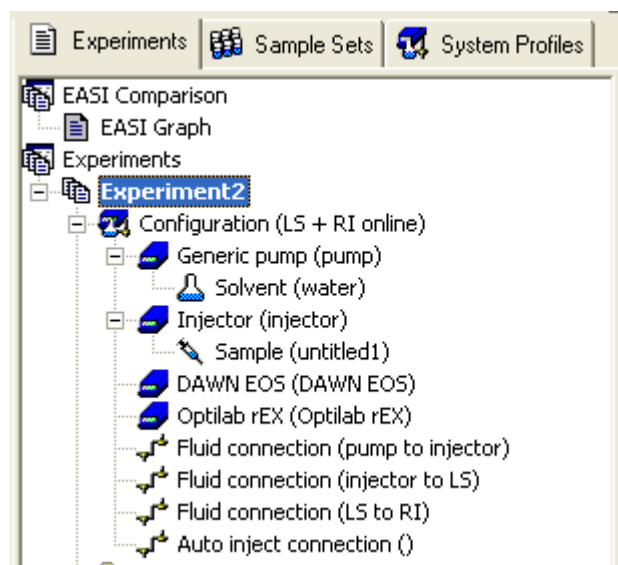 Experiments Sample Sets System Profiles
EASI Comparison
EASI Graph
Experiments
Experiment2
Configuration (LS + RI online)
Generic pump (pump)
Solvent (water)
Injector (injector)
Sample (untitled1)
DAWN EOS (DAWN EOS)
Optilab rEX (Optilab rEX)
Fluid connection (pump to injector)
Fluid connection (injector to LS)
Fluid connection (LS to RI)
Auto inject connection ()